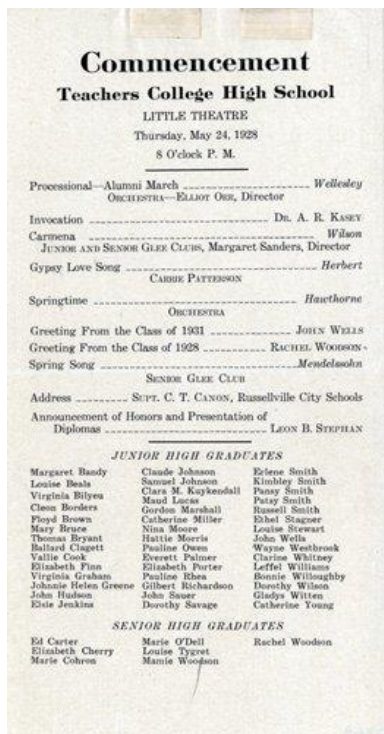 Commencement
Teachers College High School
LITTLE THEATRE
Thursday, May 24, 1928
8 O'clock P. M.
Processional—Alumni March ---------------------- Wellesley
ORCHESTRA—ELLIOT ORR, Director
Invocation -------------------------------- DR. A. R. KASEY
Carmena ---------------------------------------- Wilson
JUNIOR AND SENIOR GLEE CLUBS, Margaret Sanders, Director
Gypsy Love Song ---------------------------------- Herbert
CARRIE PATTERSON
Springtime ------------------------------------ Hawthorne
ORCHESTRA
Greeting From the Class of 1931 --------------- JOHN WELLS
Greeting From the Class of 1928 ----------- RACHEL WOODSON
Spring Song ----------------------------------- Mendelssohn
SENIOR GLEE CLUB
Address --------- SUPT. C. T. CANON, Russellville City Schools
Announcement of Honors and Presentation of
Diplomas ---------------------------- LEON B. STEPHAN
JUNIOR HIGH GRADUATES
Margaret Bandy
Louise Beals
Virginia Bilyeu
Cleon Borders
Floyd Brown
Mary Bruce
Thomas Bryant
Ballard Clagett
Vallie Cook
Elizabeth Finn
Virginia Graham
Johnnie Helen Greene
John Hudson
Elsie Jenkins
Claude Johnson
Samuel Johnson
Clara M. Kuykendall
Maud Lucas
Gordon Marshall
Catherine Miller
Nina Moore
Hattie Morris
Pauline Owen
Everett Palmer
Elizabeth Porter
Pauline Rhea
Gilbert Richardson
John Sauer
Dorothy Savage
Erlene Smith
Kimbley Smith
Pansy Smith
Patsy Smith
Russell Smith
Ethel Stagner
Louise Stewart
John Wells
Wayne Westbrook
Clarine Whitney
Leffel Williams
Bonnie Willoughby
Dorothy Wilson
Gladys Witten
Catherine Young
SENIOR HIGH GRADUATES
Ed Carter
Elizabeth Cherry
Marie Cohron
Marie O'Dell
Louise Tygret
Mamie Woodson
Rachel Woodson